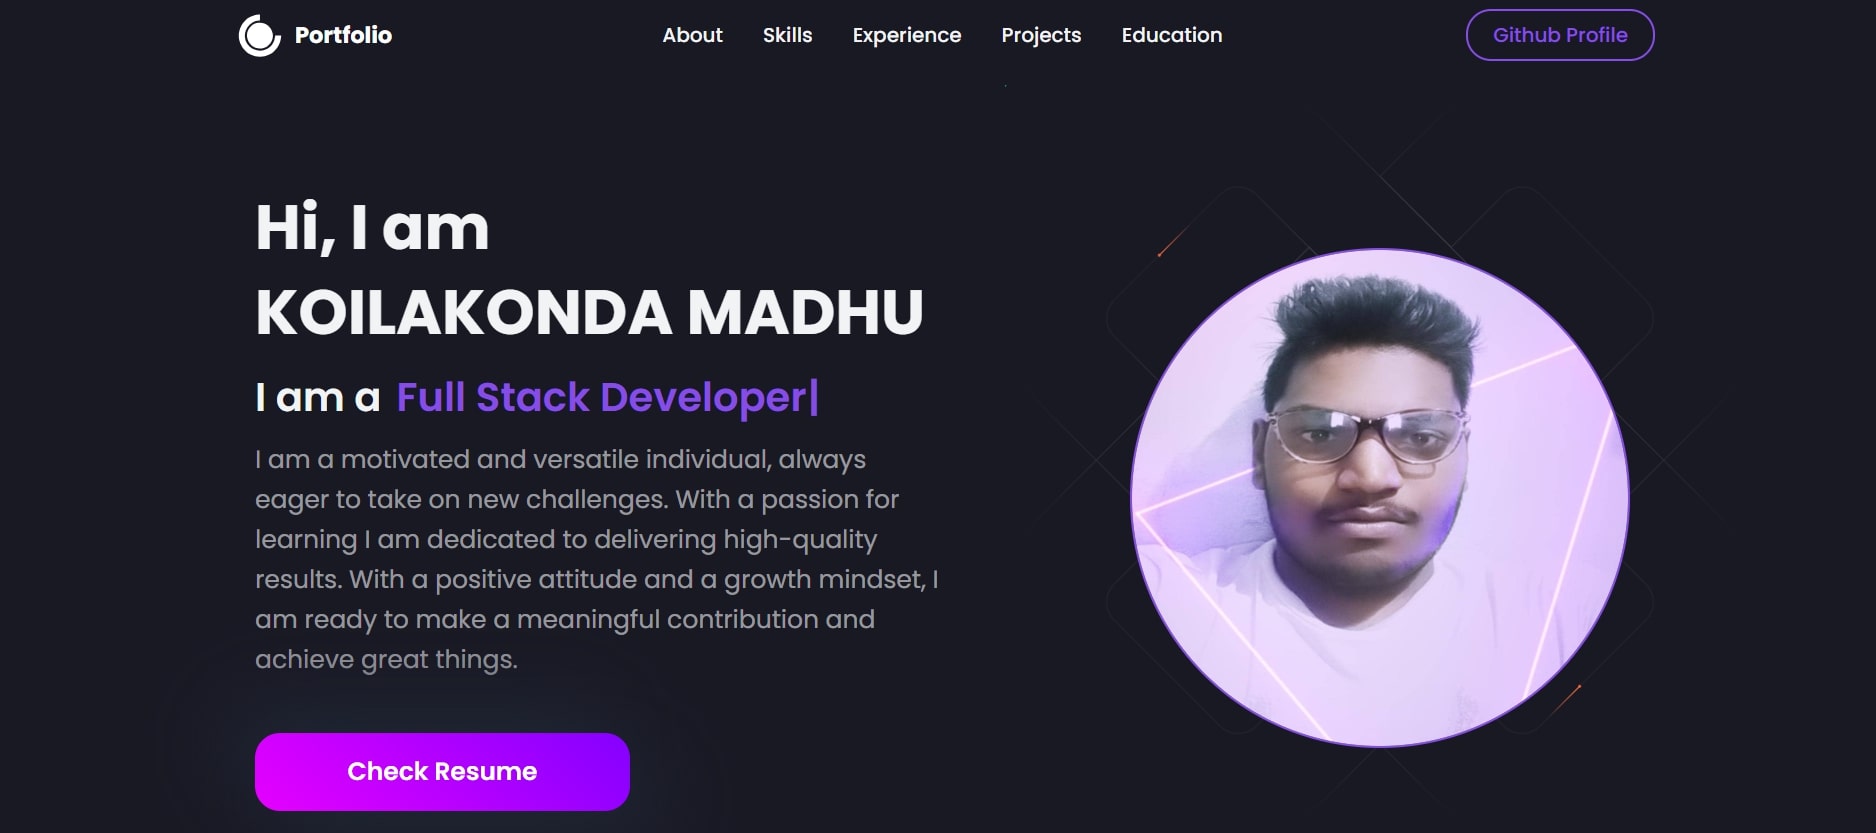 Portfolio
About
Skills
Experience
Projects
Education
Github Profile
Hi, I am
KOILAKONDA MADHU
I am a Full Stack Developer|
I am a motivated and versatile individual, always
eager to take on new challenges. With a passion for
learning I am dedicated to delivering high-quality
results. With a positive attitude and a growth mindset, I
am ready to make a meaningful contribution and
achieve great things.
Check Resume